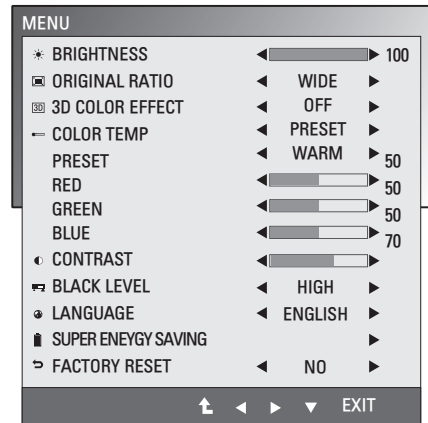 MENU
BRIGHTNESS 100
ORIGINAL RATIO WIDE
3D 3D COLOR EFFECT OFF
COLOR TEMP PRESET
PRESET WARM 50
RED 50
GREEN 50
BLUE 70
CONTRAST
BLACK LEVEL HIGH
LANGUAGE ENGLISH
SUPER ENEYGY SAVING
FACTORY RESET NO
EXIT